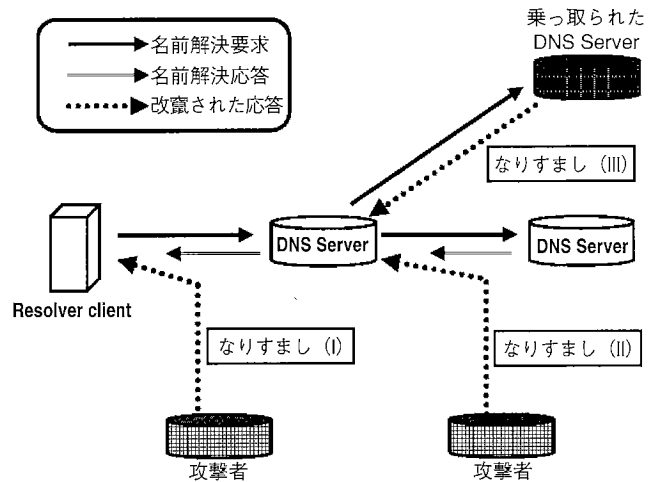 名前解決要求
名前解決応答
改竄された応答
乗っ取られた
DNS Server
なりすまし（III）
DNS Server
DNS Server
Resolver client
なりすまし（I）
なりすまし（II）
攻撃者
攻撃者